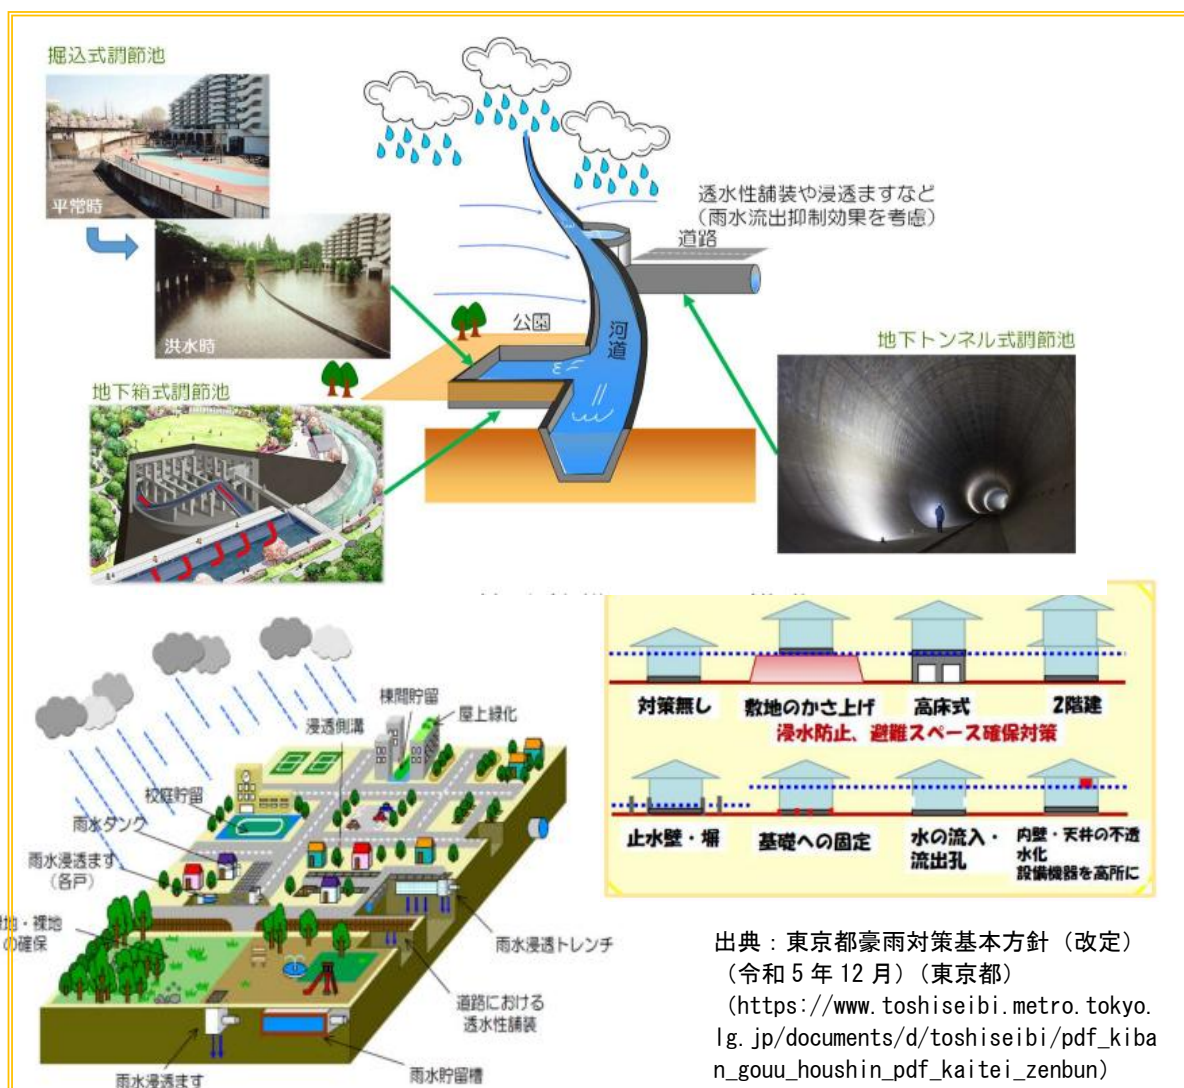 掘込式調節池
平常時
洪水時
透水性舗装や浸透ますなど
(雨水流出抑制効果を考慮)
道路
公園
河道
地下トンネル式調節池
地下箱式調節池
対策無し
敷地のかさ上げ
高床式
2階建
浸水防止、避難スペース確保対策
止水壁・塀
基礎への固定
水の流入・
流出孔
内壁・天井の不透
水化
設備機器を高所に
棟間貯留
屋上緑化
浸透側溝
校庭貯留
雨水タンク
雨水浸透ます
(各戸)
地・裸地
の確保
雨水浸透トレンチ
道路における
透水性舗装
雨水浸透ます
雨水貯留槽
出典:東京都豪雨対策基本方針(改定)
(令和5年12月)(東京都)
(https://www.toshiseibi.metro.tokyo.
lg.jp/documents/d/toshiseibi/pdf_kiba
n_gouu_houshin_pdf_kaitei_zenbun)